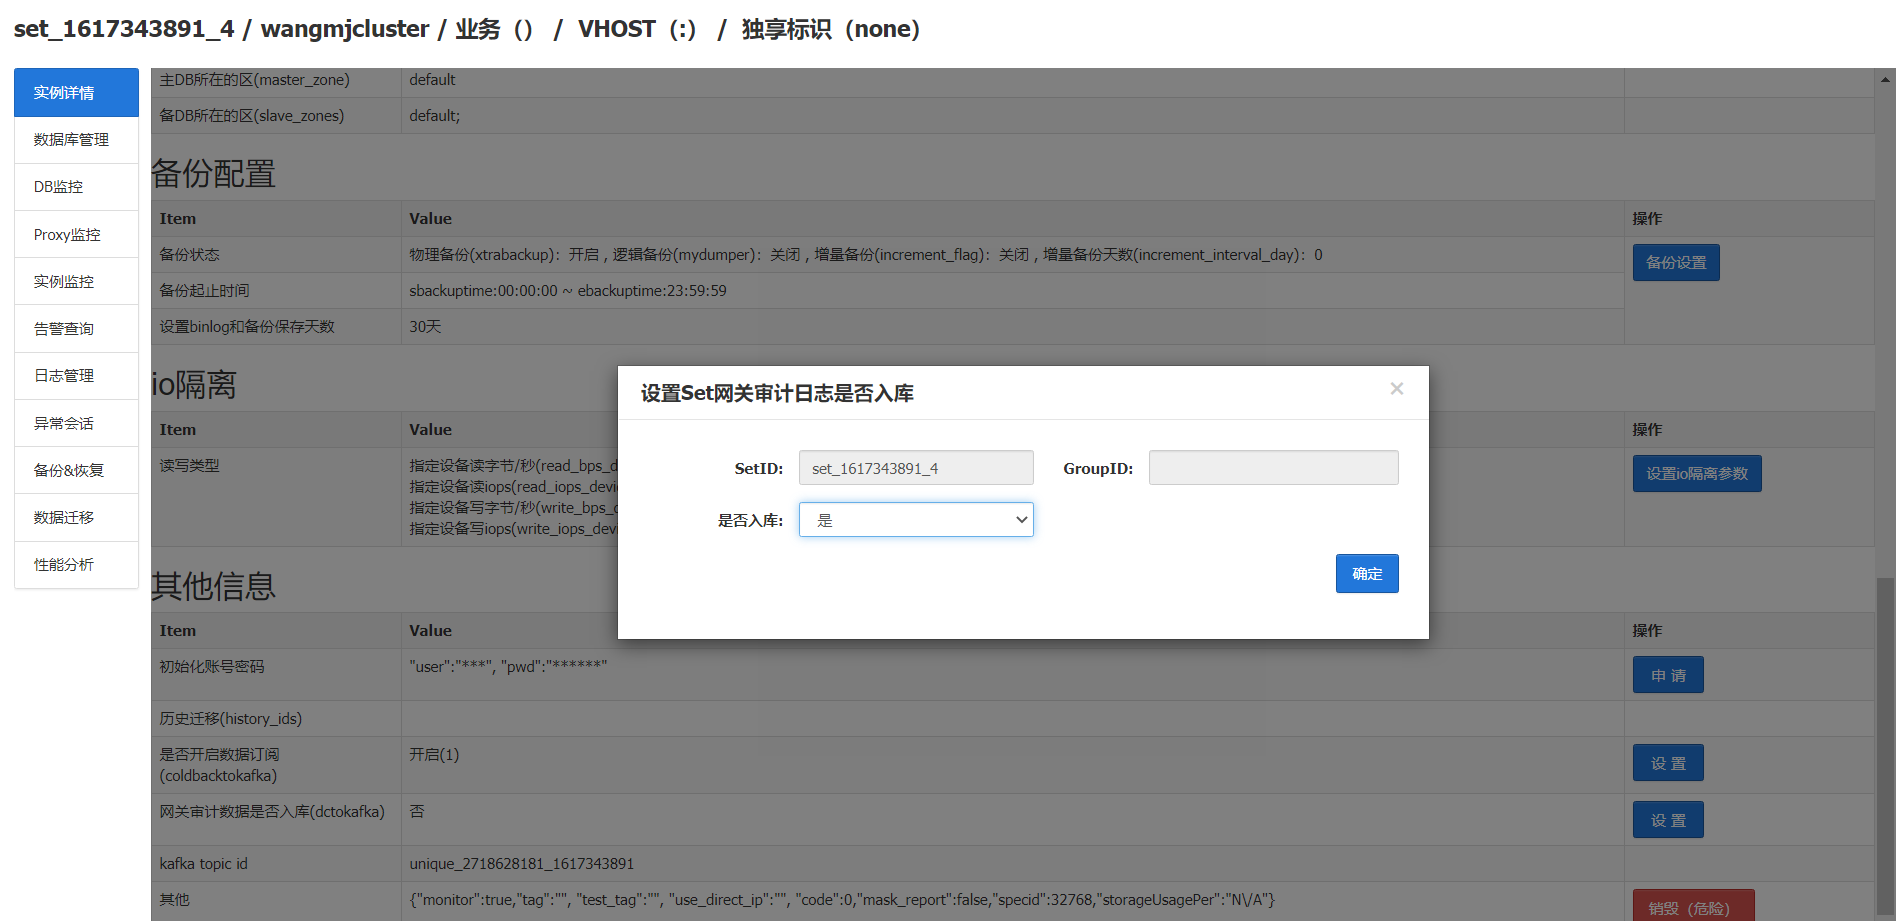 set_1617343891_4 / wangmjcluster / 业务（） / VHOST（:） / 独享标识（none）
实例详情
数据库管理
DB监控
Proxy监控
实例监控
告警查询
日志管理
异常会话
备份&恢复
数据迁移
性能分析
主DB所在的区(master_zone) default
备DB所在的区(slave_zones) default;
备份配置
Item Value 操作
备份状态 物理备份(xtrabackup)：开启 , 逻辑备份(mydumper)：关闭 , 增量备份(increment_flag)：关闭 , 增量备份天数(increment_interval_day)：0 备份设置
备份起止时间 sbackuptime:00:00:00 ~ ebackuptime:23:59:59
设置binlog和备份保存天数 30天
io隔离
Item Value 操作
读写类型 指定设备读字节/秒(read_bps_d 设置io隔离参数
指定设备读iops(read_iops_devi
指定设备写字节/秒(write_bps_
指定设备写iops(write_iops_dev
设置Set网关审计日志是否入库 ×
SetID: set_1617343891_4 GroupID:
是否入库: 是
确定
其他信息
Item Value 操作
初始化账号密码 "user":"***", "pwd":"******" 申 请
历史迁移(history_ids)
是否开启数据订阅 开启(1) 设 置
(coldbacktokafka)
网关审计数据是否入库(dctokafka) 否 设 置
kafka topic id unique_2718628181_1617343891
其他 {"monitor":true,"tag":"", "test_tag":"", "use_direct_ip":"", "code":0,"mask_report":false,"specid":32768,"storageUsagePer":"N\/A"} 销毁（危险）